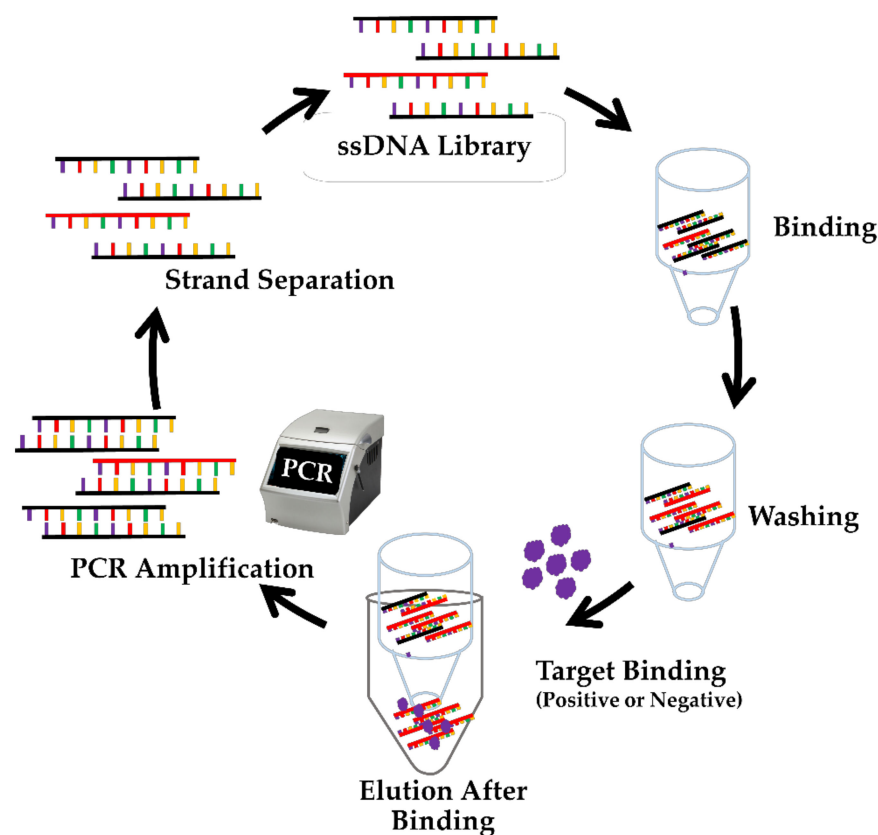 ssDNA Library
Binding
Strand Separation
PCR
Washing
PCR Amplification
Target Binding
(Positive or Negative)
Elution After
Binding